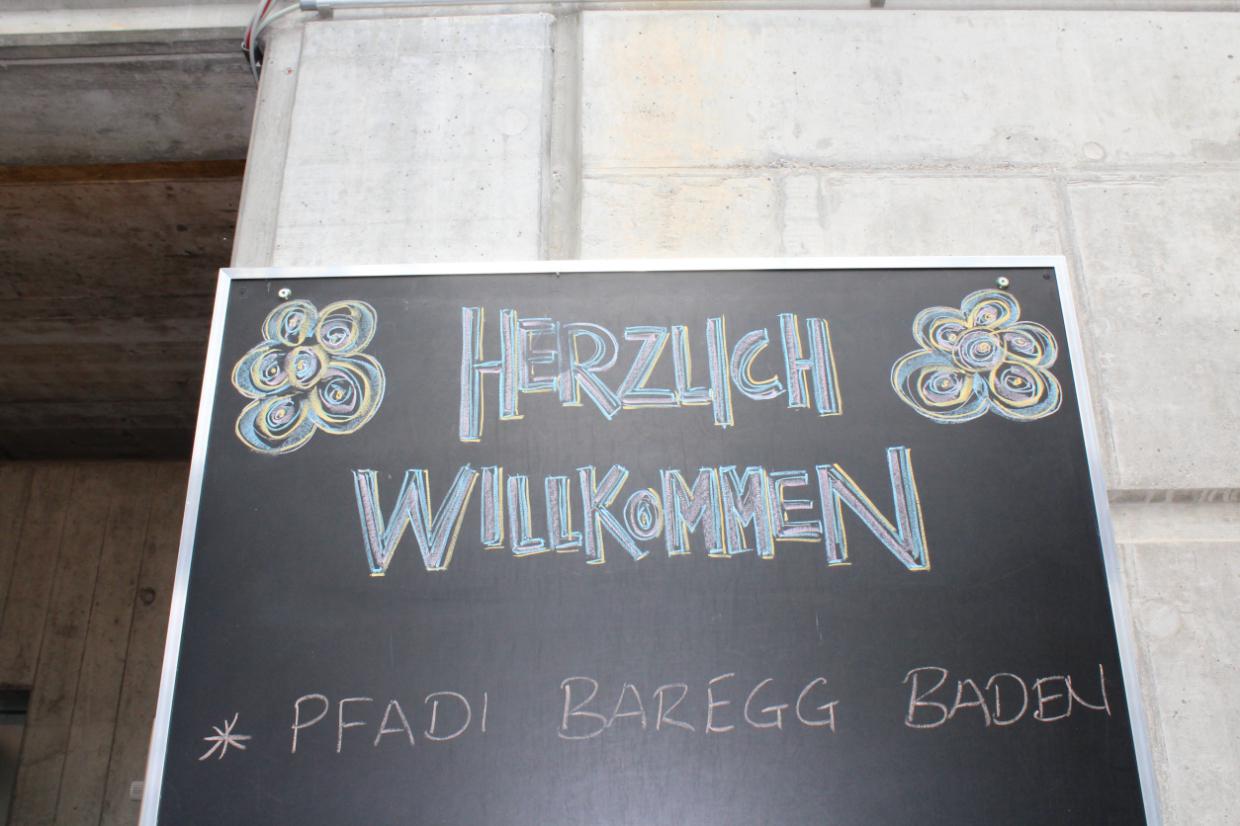 HERZLICH
WILLKOMMEN
* PFADI BAREGG BADEN